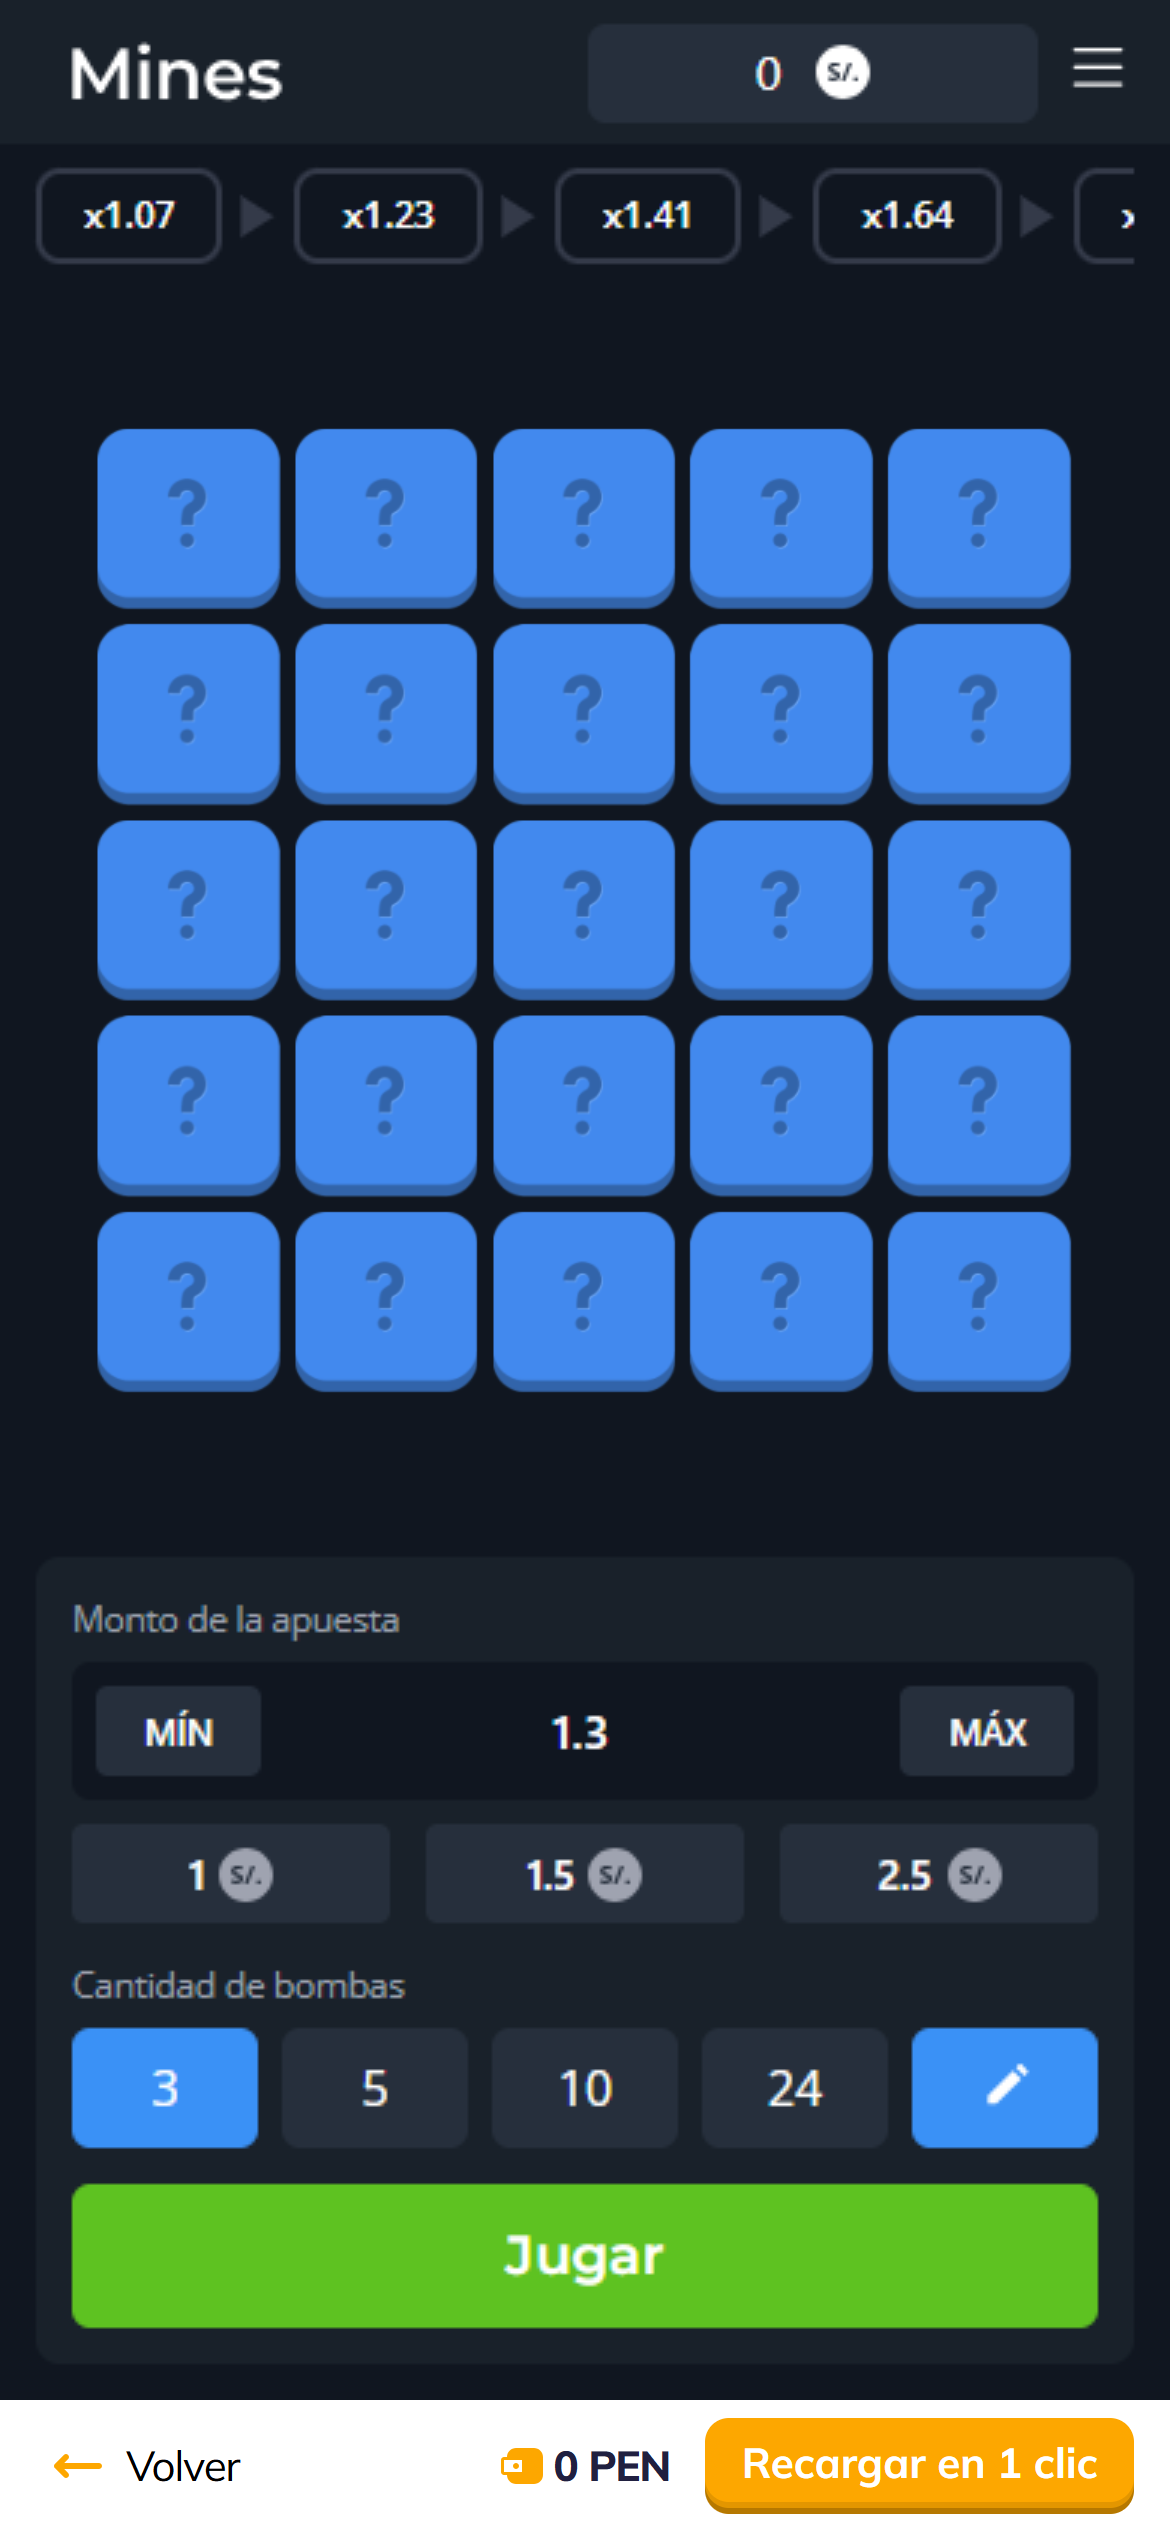 Mines
0 S/.
x1.07 x1.23 x1.41 x1.64
? ? ? ? ?
? ? ? ? ?
? ? ? ? ?
? ? ? ? ?
? ? ? ? ?
Monto de la apuesta
MÍN 1.3 MÁX
1 S/. 1.5 S/. 2.5 S/.
Cantidad de bombas
3 5 10 24
Jugar
← Volver 0 PEN Recargar en 1 clic